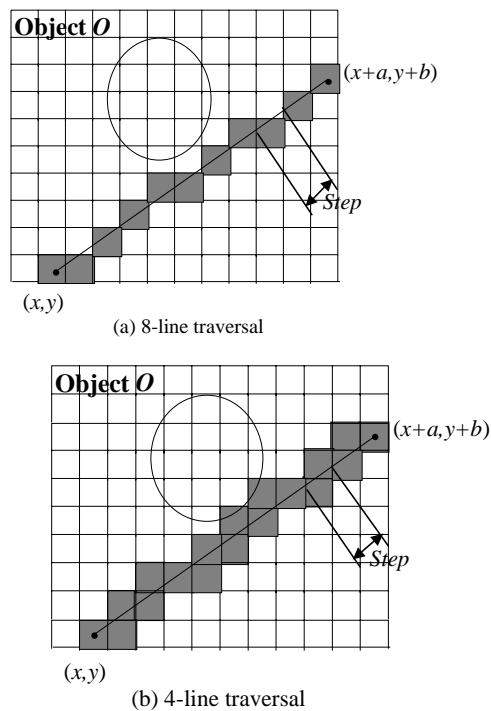 Object O
(x+a,y+b)
Step
(x,y)
(a) 8-line traversal
Object O
(x+a,y+b)
Step
(x,y)
(b) 4-line traversal